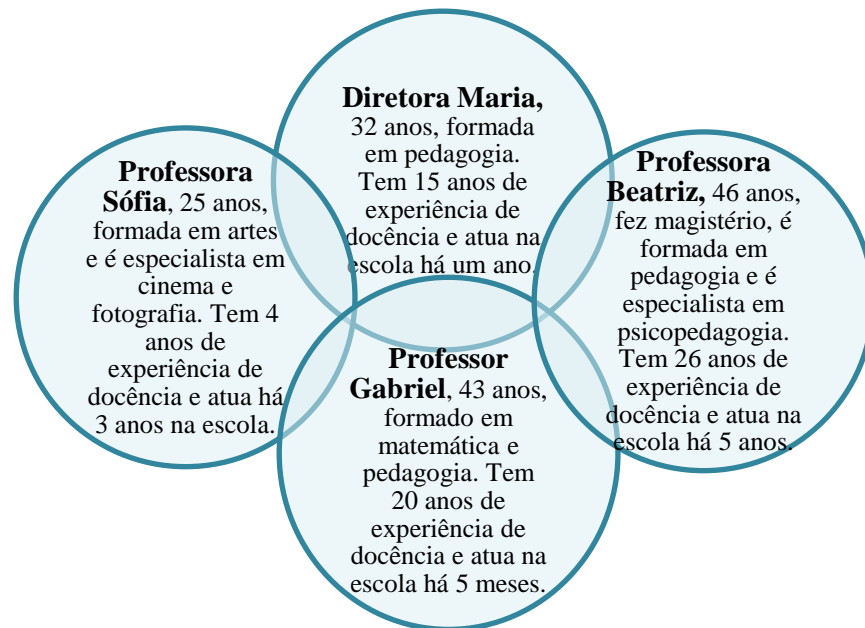 Diretora Maria,
32 anos, formada
em pedagogia.
Tem 15 anos de
experiência de
docência e atua na
escola há um ano.
Professora
Sófia, 25 anos,
formada em artes
e é especialista em
cinema e
fotografia. Tem 4
anos de
experiência de
docência e atua há
3 anos na escola.
Professora
Beatriz, 46 anos,
fez magistério, é
formada em
pedagogia e é
especialista em
psicopedagogia.
Tem 26 anos de
experiência de
docência e atua na
escola há 5 anos.
Professor
Gabriel, 43 anos,
formado em
matemática e
pedagogia. Tem
20 anos de
experiência de
docência e atua na
escola há 5 meses.